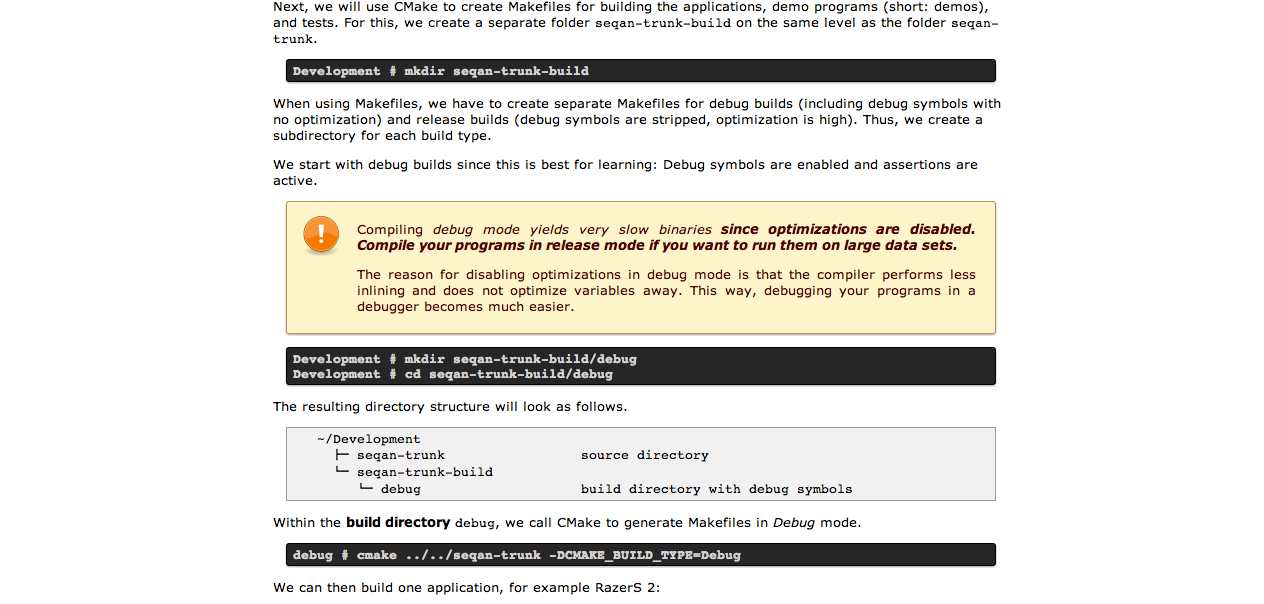 Next, we will use CMake to create Makefiles for building the applications, demo programs (short: demos),
and tests. For this, we create a separate folder seqan-trunk-build on the same level as the folder seqan-
trunk.
Development # mkdir seqan-trunk-build
When using Makefiles, we have to create separate Makefiles for debug builds (including debug symbols with
no optimization) and release builds (debug symbols are stripped, optimization is high). Thus, we create a
subdirectory for each build type.
We start with debug builds since this is best for learning: Debug symbols are enabled and assertions are
active.
Compiling debug mode yields very slow binaries since optimizations are disabled.
Compile your programs in release mode if you want to run them on large data sets.
The reason for disabling optimizations in debug mode is that the compiler performs less
inlining and does not optimize variables away. This way, debugging your programs in a
debugger becomes much easier.
Development # mkdir seqan-trunk-build/debug
Development # cd seqan-trunk-build/debug
The resulting directory structure will look as follows.
~/Development
├─ seqan-trunk source directory
└─ seqan-trunk-build
└─ debug build directory with debug symbols
Within the build directory debug, we call CMake to generate Makefiles in Debug mode.
debug # cmake ../../seqan-trunk -DCMAKE_BUILD_TYPE=Debug
We can then build one application, for example RazerS 2: